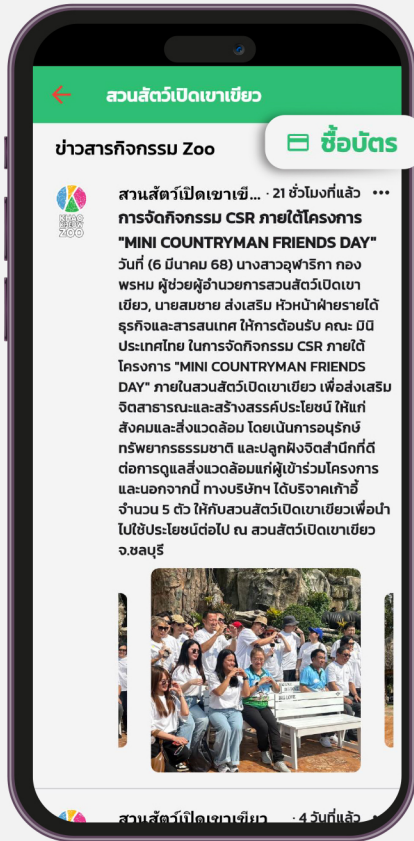 สวนสัตว์เปิดเขาเขียว
ข่าวสารกิจกรรม Zoo
ซื้อบัตร
KHAO
KHEOW
ZOO
สวนสัตว์เปิดเขาเขี... · 21 ชั่วโมงที่แล้ว
การจัดกิจกรรม CSR ภายใต้โครงการ
"MINI COUNTRYMAN FRIENDS DAY"
วันที่ (6 มีนาคม 68) นางสาวอุฬาริกา กอง
พรหม ผู้ช่วยผู้อำนวยการสวนสัตว์เปิดเขา
เขียว, นายสมชาย ส่งเสริม หัวหน้าฝ่ายรายได้
ธุรกิจและสารสนเทศ ให้การต้อนรับ คณะ มินิ
ประเทศไทย ในการจัดกิจกรรม CSR ภายใต้
โครงการ "MINI COUNTRYMAN FRIENDS
DAY" ภายในสวนสัตว์เปิดเขาเขียว เพื่อส่งเสริม
จิตสาธารณะและสร้างสรรค์ประโยชน์ ให้แก่
สังคมและสิ่งแวดล้อม โดยเน้นการอนุรักษ์
ทรัพยากรธรรมชาติ และปลูกฝังจิตสำนึกที่ดี
ต่อการดูแลสิ่งแวดล้อมแก่ผู้เข้าร่วมโครงการ
และนอกจากนี้ ทางบริษัทฯ ได้บริจาคเก้าอี้
จำนวน 5 ตัว ให้กับสวนสัตว์เปิดเขาเขียวเพื่อนำ
ไปใช้ประโยชน์ต่อไป ณ สวนสัตว์เปิดเขาเขียว
จ.ชลบุรี
สวนสัตว์เปิดเขาเขียว · 4 วันที่แล้ว